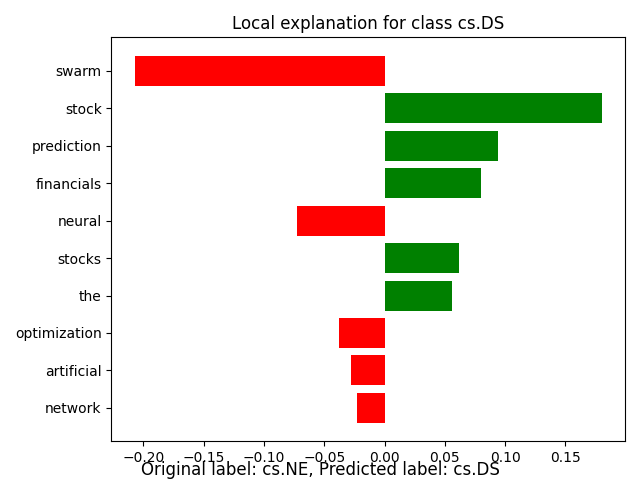 Local explanation for class cs.DS
swarm
stock
prediction
financials
neural
stocks
the
optimization
artificial
network
−0.20 −0.15 −0.10 −0.05 0.00 0.05 0.10 0.15
Original label: cs.NE, Predicted label: cs.DS